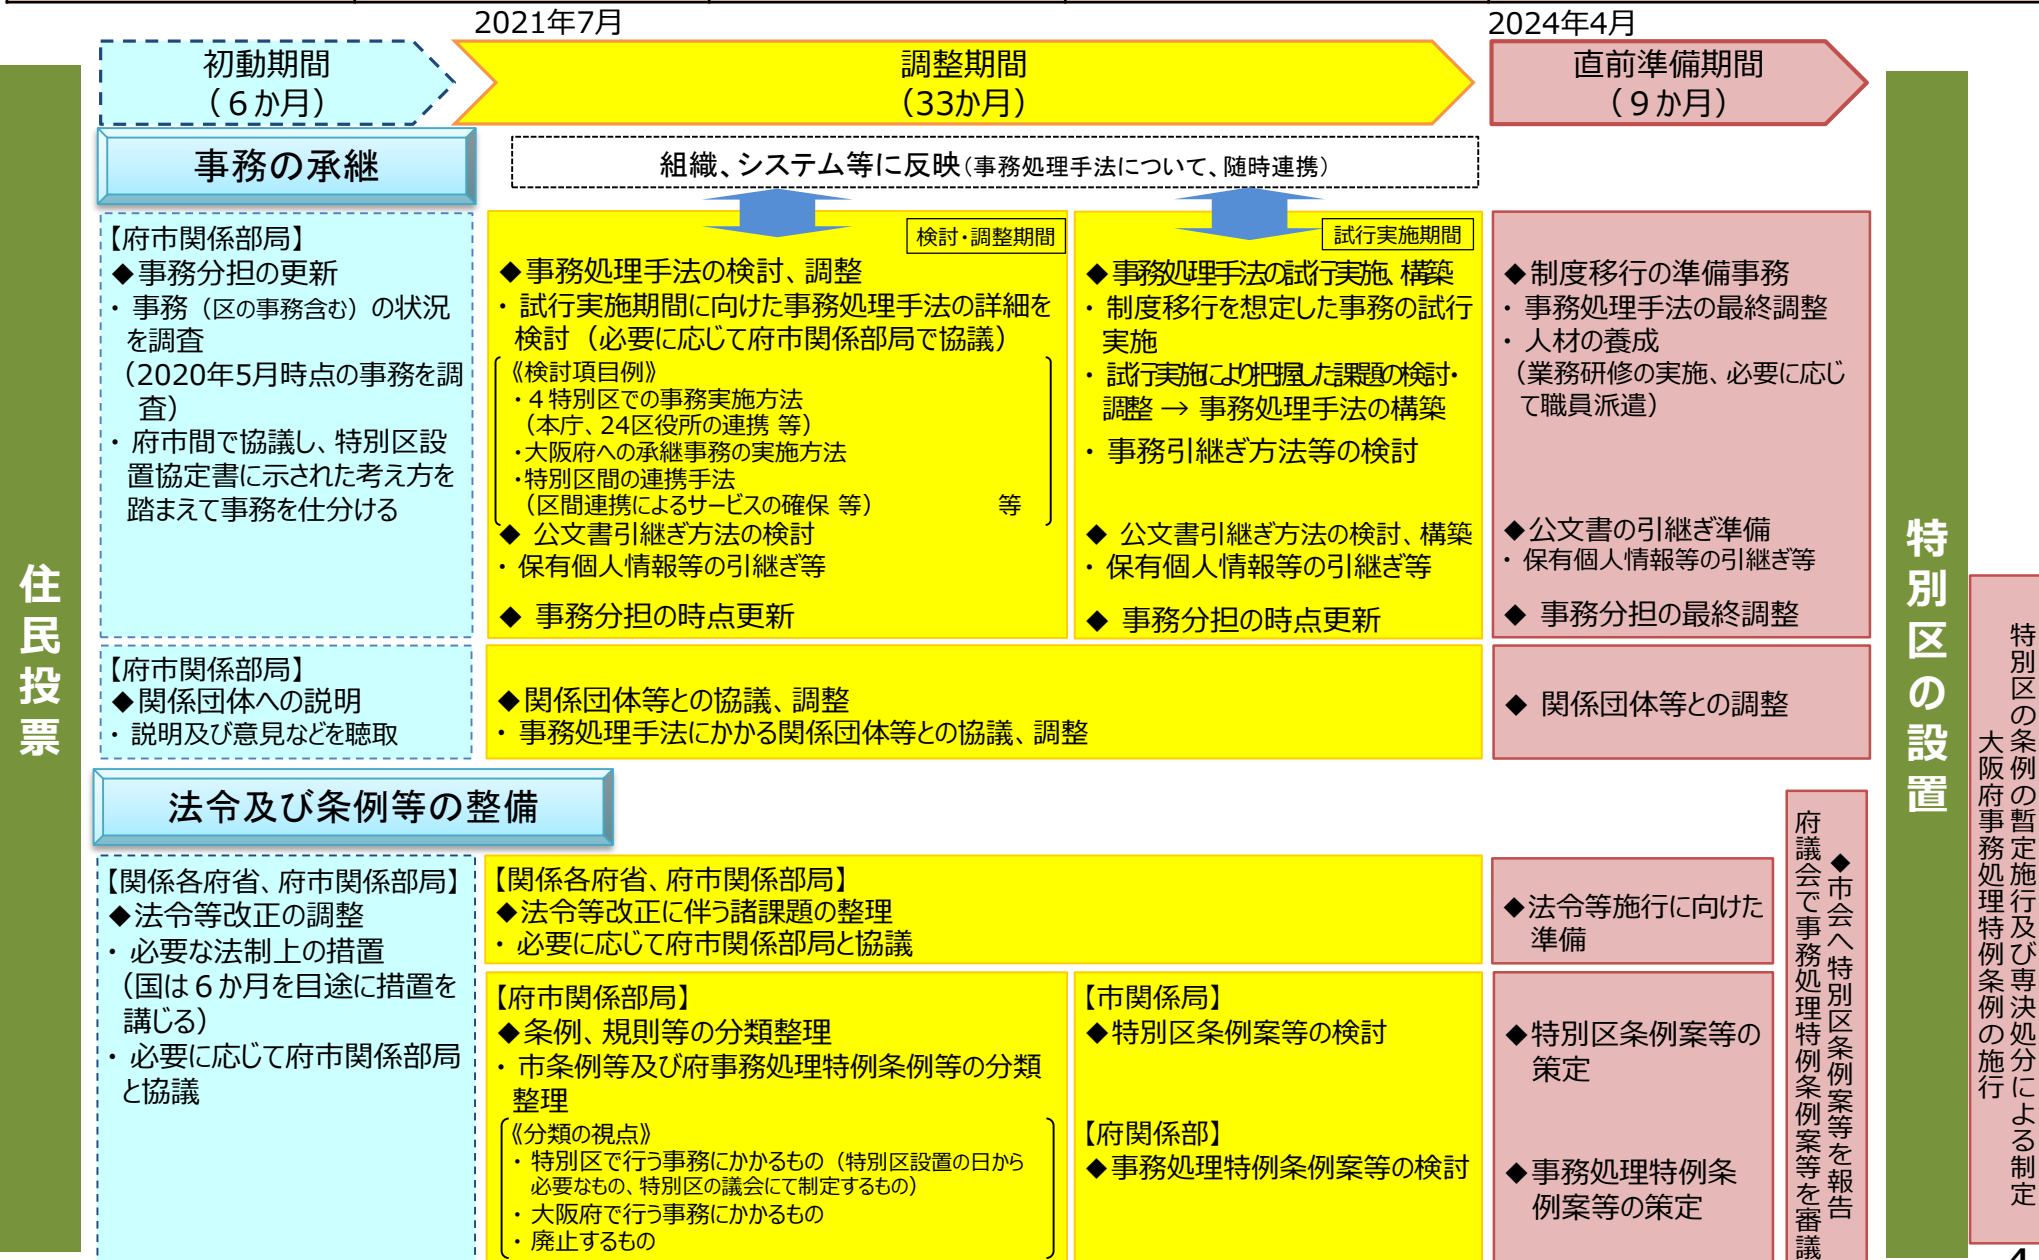 2021年7月
2024年4月
初動期間
（６か月）
調整期間
（33か月）
直前準備期間
（９か月）
住民投票
事務の承継
組織、システム等に反映（事務処理手法について、随時連携）
【府市関係部局】
◆事務分担の更新
・ 事務（区の事務含む）の状況
を調査
（2020年5月時点の事務を調
査）
・ 府市間で協議し、特別区設
置協定書に示された考え方を
踏まえて事務を仕分ける
検討・調整期間
◆事務処理手法の検討、調整
・ 試行実施期間に向けた事務処理手法の詳細を
検討（必要に応じて府市関係部局で協議）
《検討項目例》
・４特別区での事務実施方法
（本庁、24区役所の連携 等）
・大阪府への承継事務の実施方法
・特別区間の連携手法
（区間連携によるサービスの確保 等） 等
◆ 公文書引継ぎ方法の検討
・ 保有個人情報等の引継ぎ等
◆ 事務分担の時点更新
試行実施期間
◆事務処理手法の試行実施、構築
・ 制度移行を想定した事務の試行
実施
・ 試行実施により把握した課題の検討・
調整 → 事務処理手法の構築
・ 事務引継ぎ方法等の検討
◆ 公文書引継ぎ方法の検討、構築
・ 保有個人情報等の引継ぎ等
◆ 事務分担の時点更新
◆制度移行の準備事務
・ 事務処理手法の最終調整
・ 人材の養成
（業務研修の実施、必要に応じ
て職員派遣）
◆公文書の引継ぎ準備
・ 保有個人情報等の引継ぎ等
◆ 事務分担の最終調整
【府市関係部局】
◆関係団体への説明
・ 説明及び意見などを聴取
◆関係団体等との協議、調整
・ 事務処理手法にかかる関係団体等との協議、調整
◆ 関係団体等との調整
法令及び条例等の整備
【関係各府省、府市関係部局】
◆法令等改正の調整
・ 必要な法制上の措置
（国は６か月を目途に措置を
講じる）
・ 必要に応じて府市関係部局
と協議
【関係各府省、府市関係部局】
◆法令等改正に伴う諸課題の整理
・ 必要に応じて府市関係部局と協議
◆法令等施行に向けた
準備
【府市関係部局】
◆条例、規則等の分類整理
・ 市条例等及び府事務処理特例条例等の分類
整理
《分類の視点》
・ 特別区で行う事務にかかるもの（特別区設置の日から
必要なもの、特別区の議会にて制定するもの）
・ 大阪府で行う事務にかかるもの
・ 廃止するもの
【市関係局】
◆特別区条例案等の検討
【府関係部】
◆事務処理特例条例案等の検討
◆特別区条例案等の
策定
◆事務処理特例条
例案等の策定
◆市会へ特別区条例案等を報告
府議会で事務処理特例条例案等を審議
特別区の設置
特別区の条例の暫定施行及び専決処分による制定
大阪府事務処理特例条例の施行